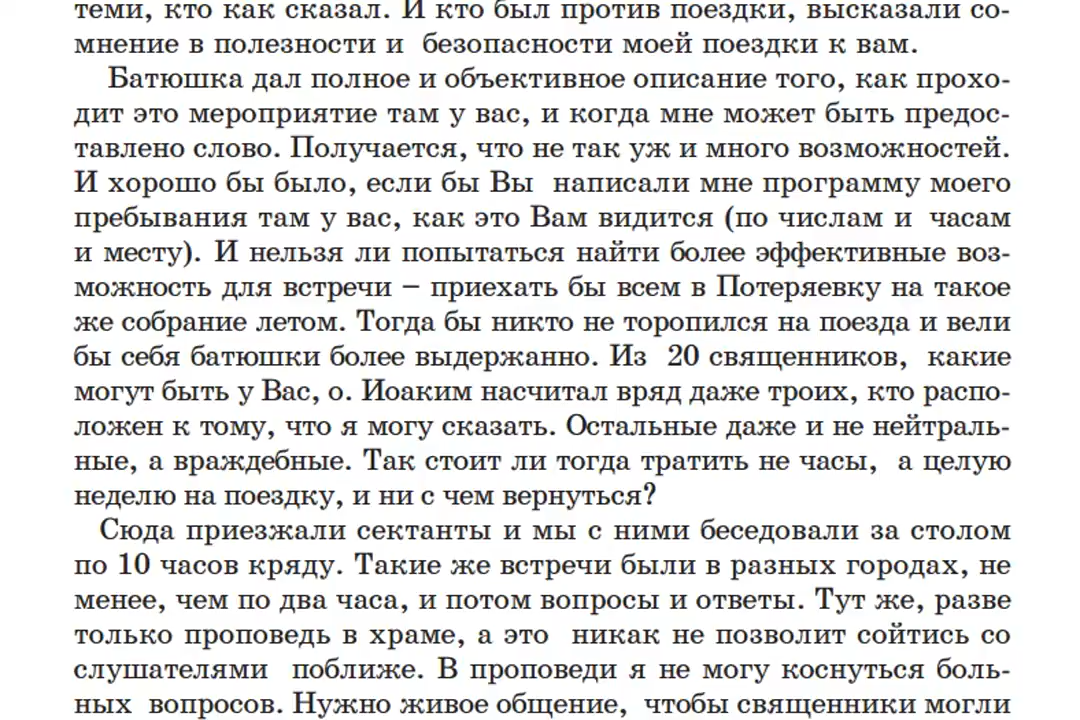 теми, кто как сказал. И кто был против поездки, высказали со-
мнение в полезности и безопасности моей поездки к вам.
Батюшка дал полное и объективное описание того, как прохо-
дит это мероприятие там у вас, и когда мне может быть предос-
тавлено слово. Получается, что не так уж и много возможностей.
И хорошо бы было, если бы Вы написали мне программу моего
пребывания там у вас, как это Вам видится (по числам и часам
и месту). И нельзя ли попытаться найти более эффективные воз-
можность для встречи – приехать бы всем в Потеряевку на такое
же собрание летом. Тогда бы никто не торопился на поезда и вели
бы себя батюшки более выдержанно. Из 20 священников, какие
могут быть у Вас, о. Иоаким насчитал вряд даже троих, кто распо-
ложен к тому, что я могу сказать. Остальные даже и не нейтраль-
ные, а враждебные. Так стоит ли тогда тратить не часы, а целую
неделю на поездку, и ни с чем вернуться?
Сюда приезжали сектанты и мы с ними беседовали за столом
по 10 часов кряду. Такие же встречи были в разных городах, не
менее, чем по два часа, и потом вопросы и ответы. Тут же, разве
только проповедь в храме, а это никак не позволит сойтись со
слушателями поближе. В проповеди я не могу коснуться боль-
ных вопросов. Нужно живое общение, чтобы священники могли